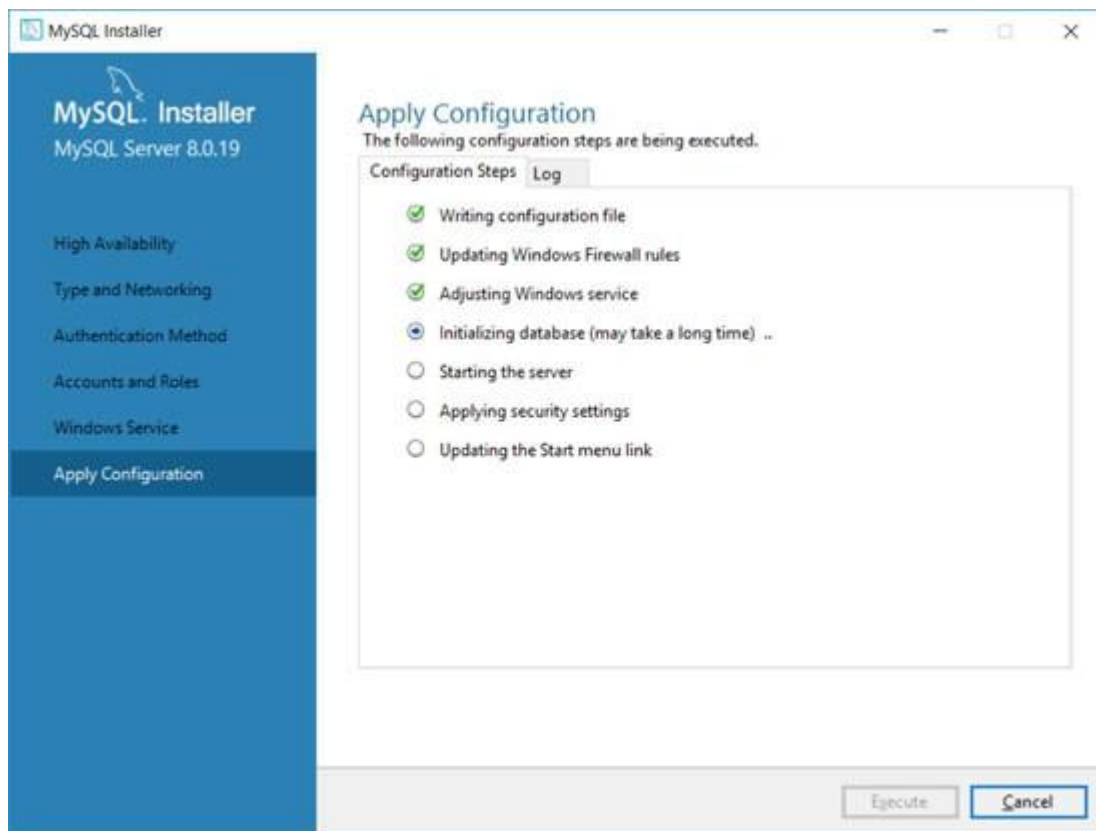 MySQL Installer
MySQL. Installer
MySQL Server 8.0.19
High Availability
Type and Networking
Authentication Method
Accounts and Roles
Windows Service
Apply Configuration
Apply Configuration
The following configuration steps are being executed.
Configuration Steps
Log
Writing configuration file
Updating Windows Firewall rules
Adjusting Windows service
Initializing database (may take a long time) ..
Starting the server
Applying security settings
Updating the Start menu link
Execute
Cancel